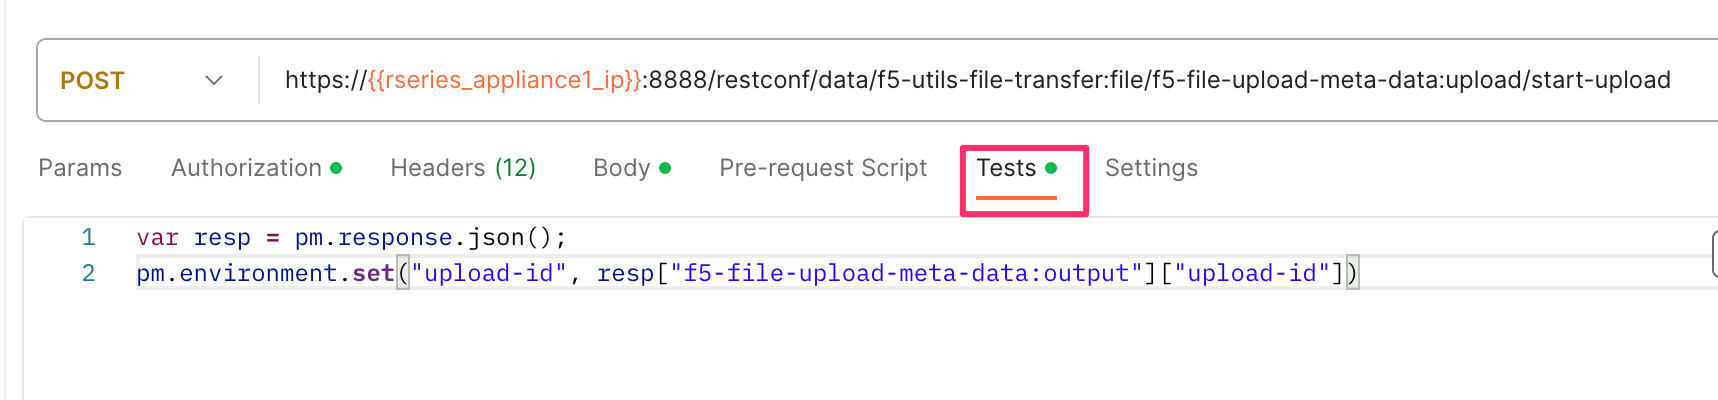 POST https://{{rseries_appliance1_ip}}:8888/restconf/data/f5-utils-file-transfer:file/f5-file-upload-meta-data:upload/start-upload
Params Authorization Headers (12) Body Pre-request Script Tests Settings
1 var resp = pm.response.json();
2 pm.environment.set("upload-id", resp["f5-file-upload-meta-data:output"]["upload-id"])